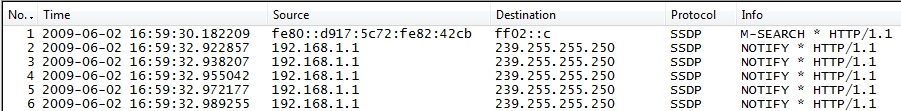 No. . Time Source Destination Protocol Info
1 2009-06-02 16:59:30.182209 fe80::d917:5c72:fe82:42cb ff02::c SSDP M-SEARCH * HTTP/1.1
2 2009-06-02 16:59:32.922857 192.168.1.1 239.255.255.250 SSDP NOTIFY * HTTP/1.1
3 2009-06-02 16:59:32.938207 192.168.1.1 239.255.255.250 SSDP NOTIFY * HTTP/1.1
4 2009-06-02 16:59:32.955042 192.168.1.1 239.255.255.250 SSDP NOTIFY * HTTP/1.1
5 2009-06-02 16:59:32.972177 192.168.1.1 239.255.255.250 SSDP NOTIFY * HTTP/1.1
6 2009-06-02 16:59:32.989255 192.168.1.1 239.255.255.250 SSDP NOTIFY * HTTP/1.1